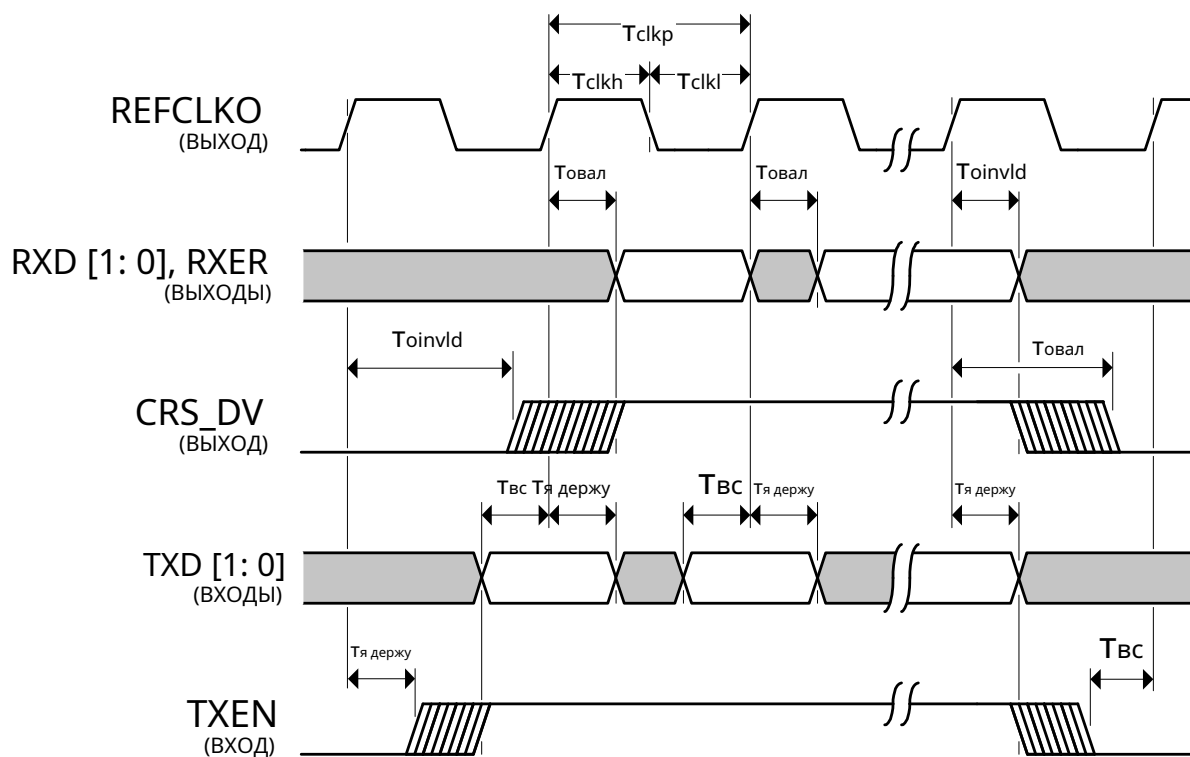 Tclkp
Tclkh
Tclkl
REFCLKO
(ВЫХОД)
Tовал
Tовал
Toinvld
RXD [1: 0], RXER
(ВЫХОДЫ)
Toinvld
Tовал
CRS_DV
(ВЫХОД)
Tвс Tя держу
Tвс
Tя держу
Tя держу
TXD [1: 0]
(ВХОДЫ)
Tя держу
Tвс
TXEN
(ВХОД)